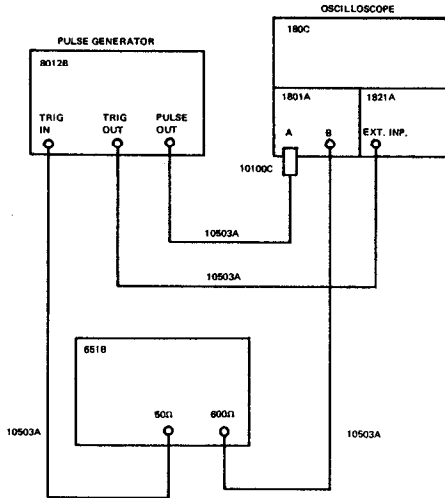 OSCILLOSCOPE
PULSE GENERATOR
180C
8012B
1801A
1821A
TRIG IN
TRIG OUT
PULSE OUT
A
B
EXT. INP.
10100C
10503A
10503A
651B
50Ω
600Ω
10503A
10503A